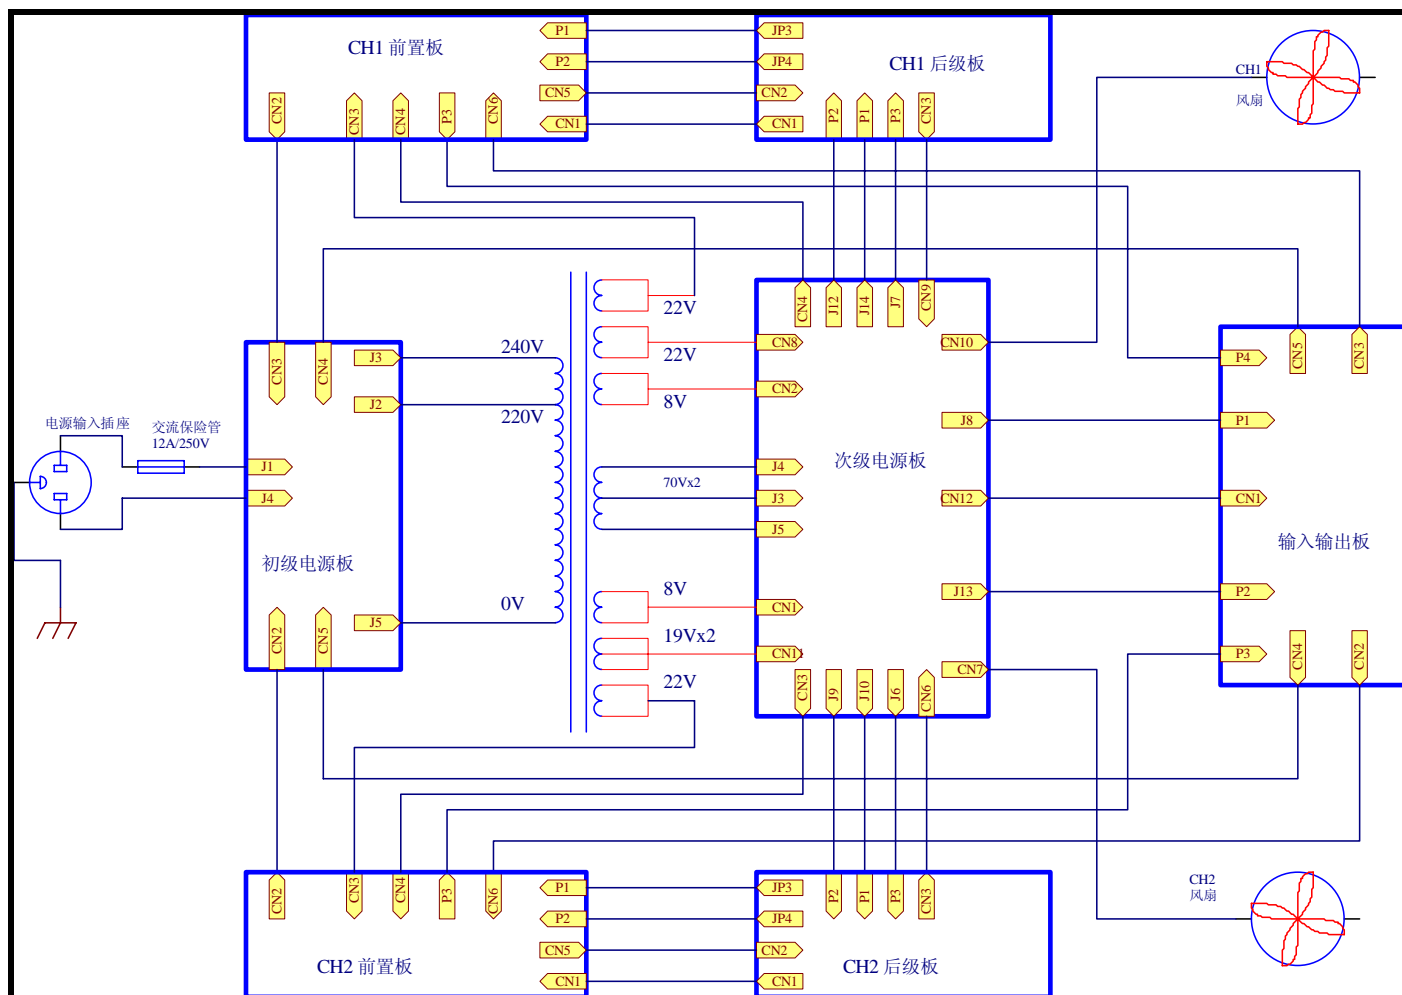 CH1 前置板
P1
P2
CN5
CN1
CN2
CN3
CN4
P3
CN6
JP3
JP4
CN2
CN1
CH1 后级板
P2
P1
P3
CN3
CH1
风扇
22V
22V
8V
70Vx2
8V
19Vx2
22V
240V
220V
0V
电源输入插座
交流保险管
12A/250V
J1
J4
CN3
CN4
J3
J2
初级电源板
CN2
CN5
J5
CN4
J12
J14
J7
CN9
CN8
CN2
J4
J3
J5
CN1
CN11
CN10
J8
CN12
J13
CN7
次级电源板
CN3
J9
J10
J6
CN6
P4
CN5
CN3
P1
CN1
输入输出板
P2
P3
CN4
CN2
CN2
CN3
CN4
P3
CN6
P1
P2
CN5
CN1
CH2 前置板
JP3
JP4
CN2
CN1
P2
P1
P3
CN3
CH2 后级板
CH2
风扇